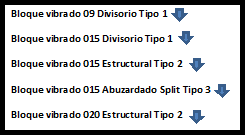 Bloque vibrado 09 Divisorio Tipo 1
Bloque vibrado 015 Divisorio Tipo 1
Bloque vibrado 015 Estructural Tipo 2
Bloque vibrado 015 Abuzardado Split Tipo 3
Bloque vibrado 020 Estructural Tipo 2